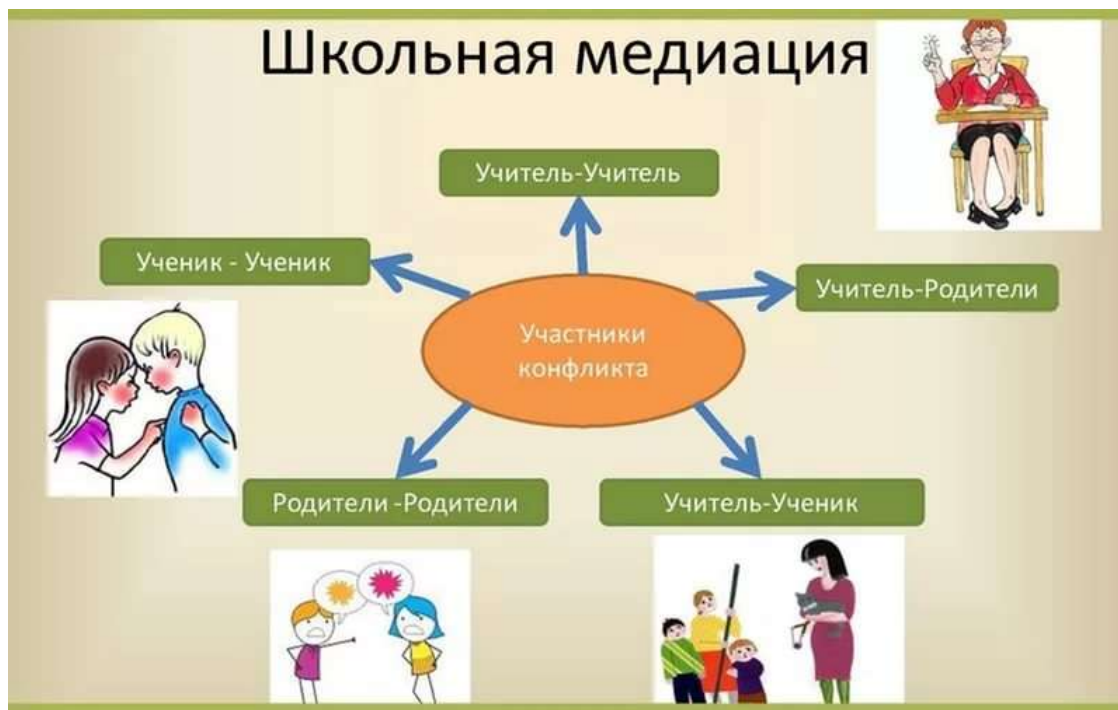 Школьная медиация
Учитель-Учитель
Ученик - Ученик
Учитель-Родители
Участники
конфликта
Родители -Родители
Учитель-Ученик